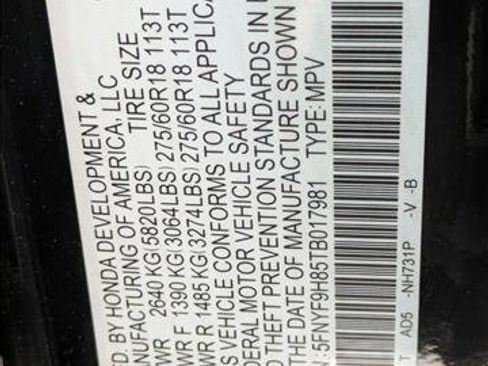 FD. BY HONDA DEVELOPMENT &
NUFACTURING OF AMERICA, LLC
WR 2640 KG(5820LBS) TIRE SIZE
WR F 1390 KG(3064LBS) 275/60R18 113T
WR R 1485 KG(3274LBS) 275/60R18 113T
S VEHICLE CONFORMS TO ALL APPLICA
DERAL MOTOR VEHICLE SAFETY
D THEFT PREVENTION STANDARDS IN
THE DATE OF MANUFACTURE SHOWN
: 5FNYF9H85TB017981 TYPE: MPV
T AD5 -NH731P -V -B